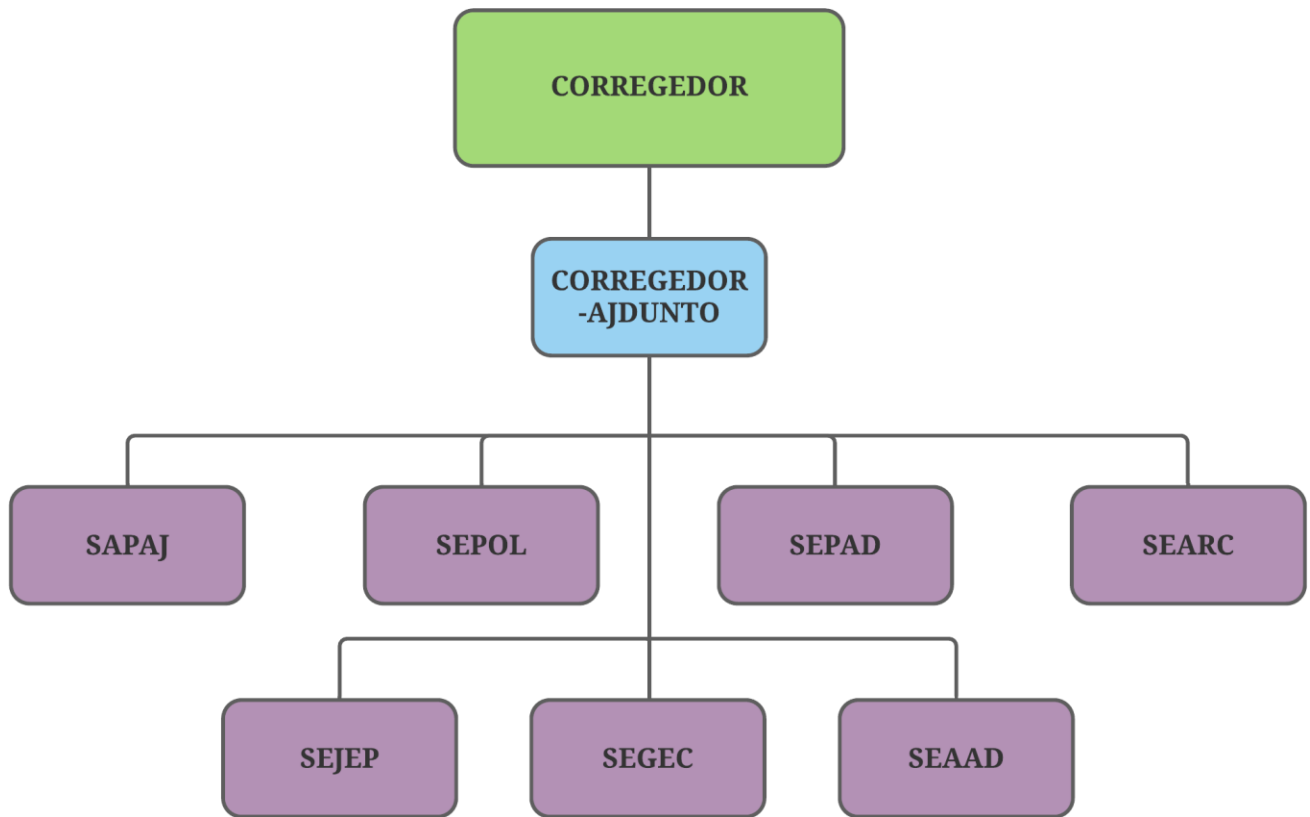 CORREGEDOR
CORREGEDOR
-AJDUNTO
SAPAJ
SEPOL
SEPAD
SEARC
SEJEP
SEGEC
SEAAD